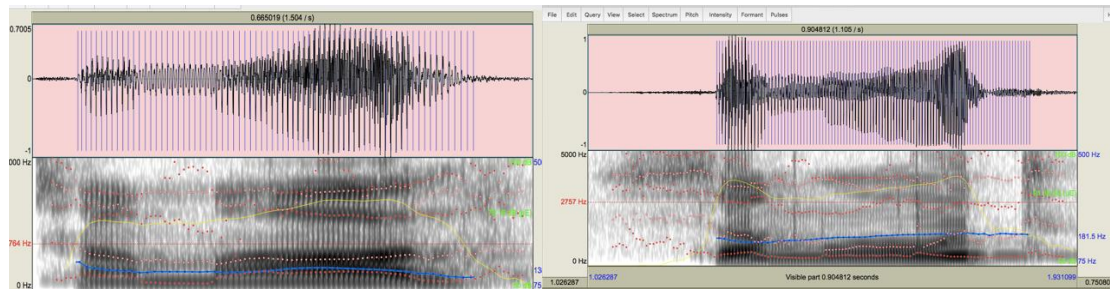 0.665019 (1.504 / s)
0.7005
0
-1
000 Hz
50
764 Hz
13
0 Hz
75
File Edit Query View Select Spectrum Pitch Intensity Formant Pulses
0.904812 (1.105 / s)
1
0
-1
5000 Hz
500 Hz
2757 Hz
181.5 Hz
0 Hz
75 Hz
1.026287
1.026287
Visible part 0.904812 seconds
1.931099
0.75080